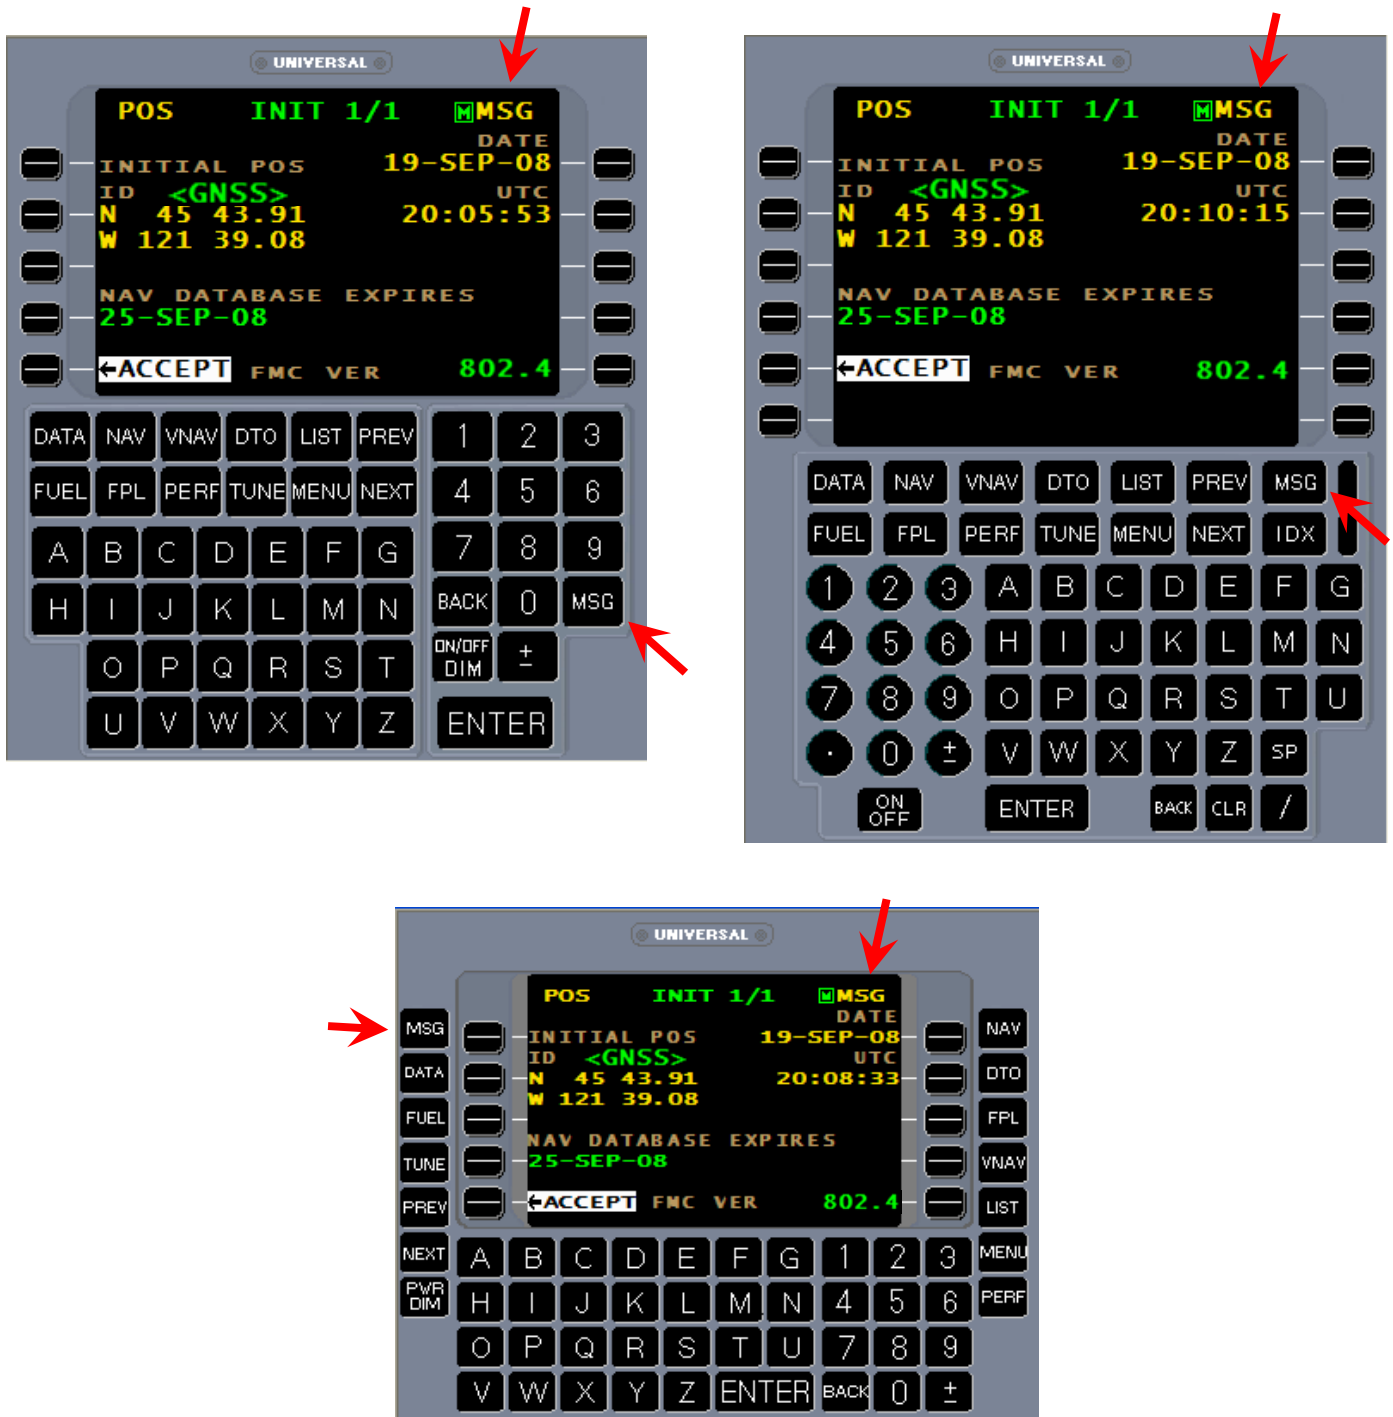 UNIVERSAL
POS INIT 1/1 M MSG
DATE
INITIAL POS 19-SEP-08
ID <GNSS> UTC
N 45 43.91 20:05:53
W 121 39.08
NAV DATABASE EXPIRES
25-SEP-08
←ACCEPT FMC VER 802.4
DATA NAV VNAV DTO LIST PREV 1 2 3
FUEL FPL PERF TUNE MENU NEXT 4 5 6
A B C D E F G 7 8 9
H I J K L M N BACK 0 MSG
O P Q R S T ON/OFF DIM ±
U V W X Y Z ENTER
UNIVERSAL
POS INIT 1/1 M MSG
DATE
INITIAL POS 19-SEP-08
ID <GNSS> UTC
N 45 43.91 20:10:15
W 121 39.08
NAV DATABASE EXPIRES
25-SEP-08
←ACCEPT FMC VER 802.4
DATA NAV VNAV DTO LIST PREV MSG
FUEL FPL PERF TUNE MENU NEXT IDX
1 2 3 A B C D E F G
4 5 6 H I J K L M N
7 8 9 O P Q R S T U
. 0 ± V W X Y Z SP
ON OFF ENTER BACK CLR /
UNIVERSAL
POS INIT 1/1 M MSG
DATE
INITIAL POS 19-SEP-08
ID <GNSS> UTC
N 45 43.91 20:08:33
W 121 39.08
NAV DATABASE EXPIRES
25-SEP-08
←ACCEPT FMC VER 802.4
MSG
DATA
FUEL
TUNE
PREV
NEXT
PWR DIM
NAV
DTO
FPL
VNAV
LIST
MENU
PERF
A B C D E F G 1 2 3
H I J K L M N 4 5 6
O P Q R S T U 7 8 9
V W X Y Z ENTER BACK 0 ±